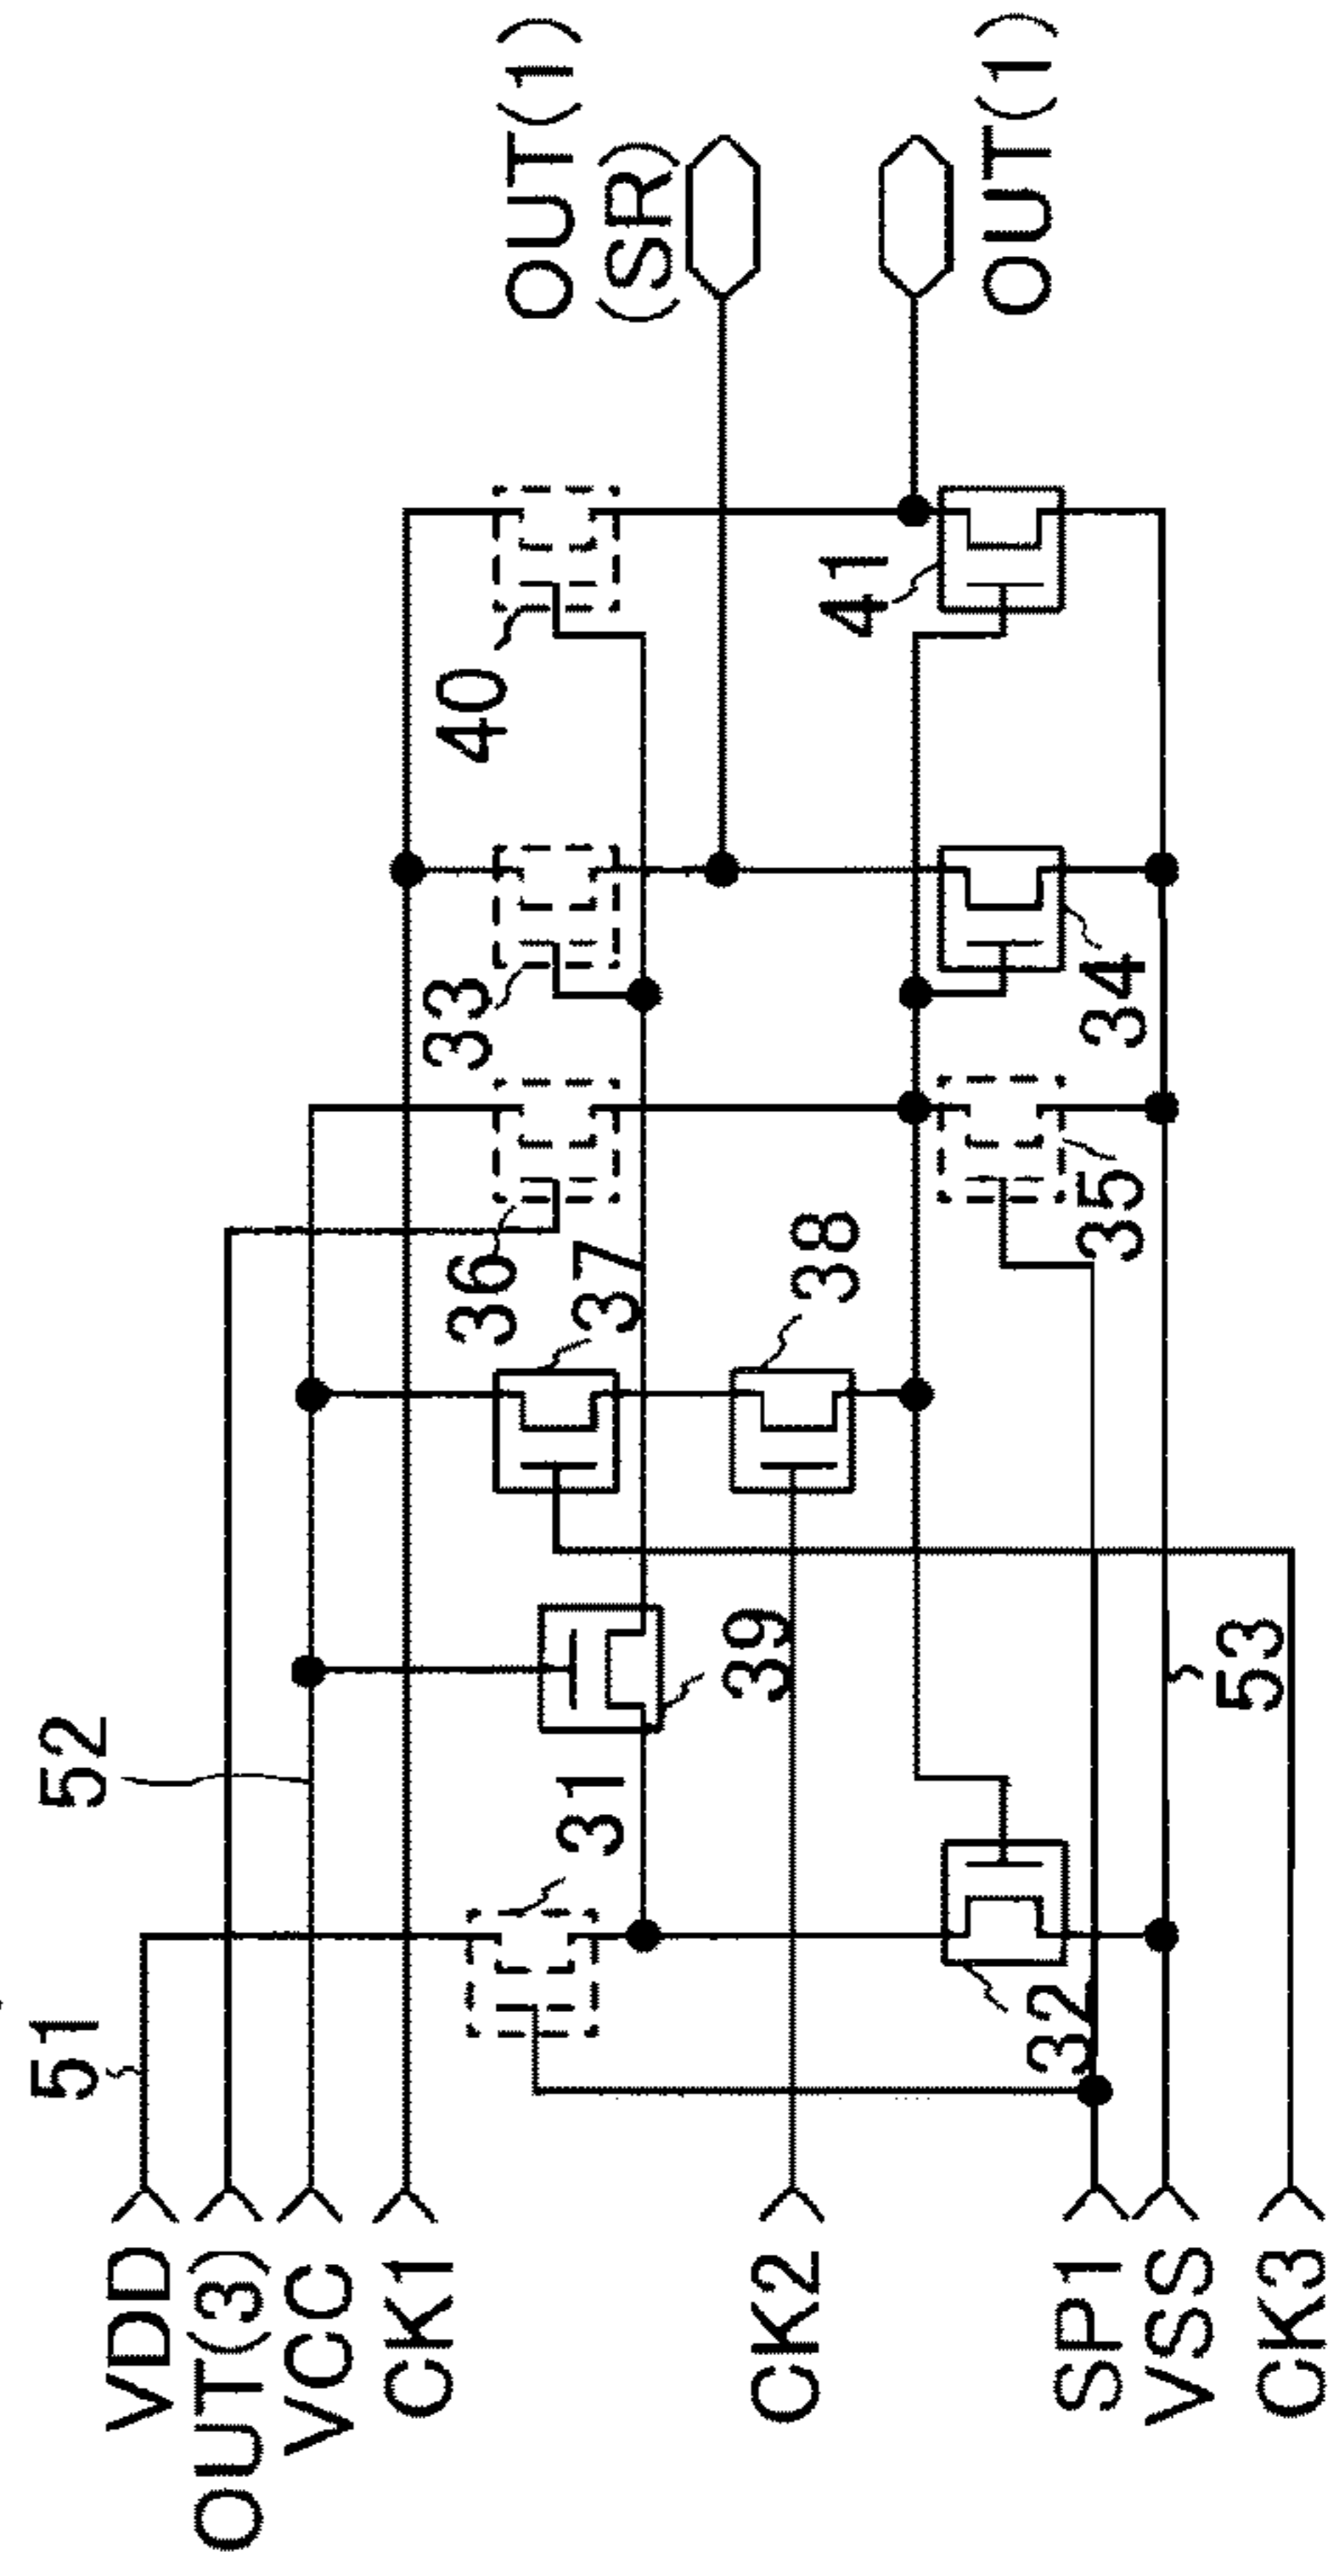 51
52
VDD
OUT(3)
VCC
CK1
CK2
SP1
VSS
CK3
31
32
39
53
37
36
38
35
33
34
40
41
OUT(1)
(SR)
OUT(1)